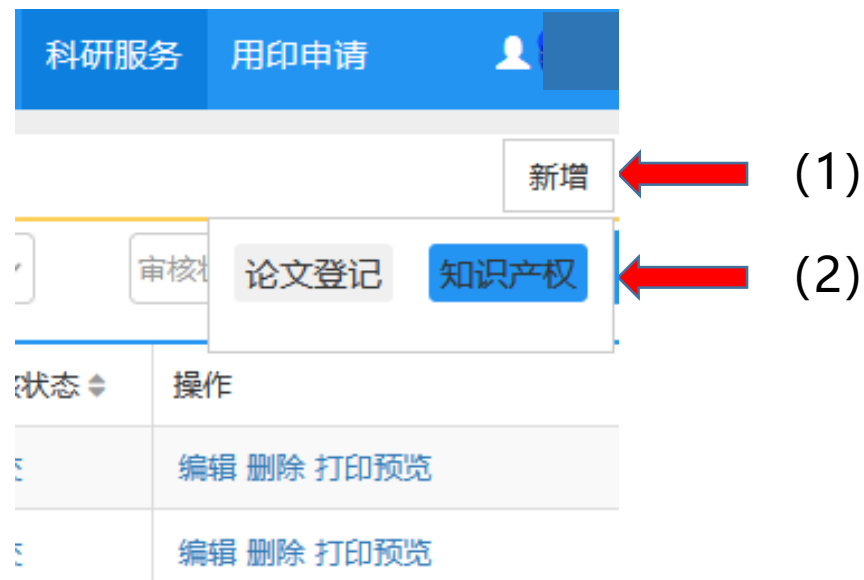 科研服务 用印申请
新增 (1)
审核
论文登记 知识产权 (2)
状态 操作
编辑 删除 打印预览
编辑 删除 打印预览